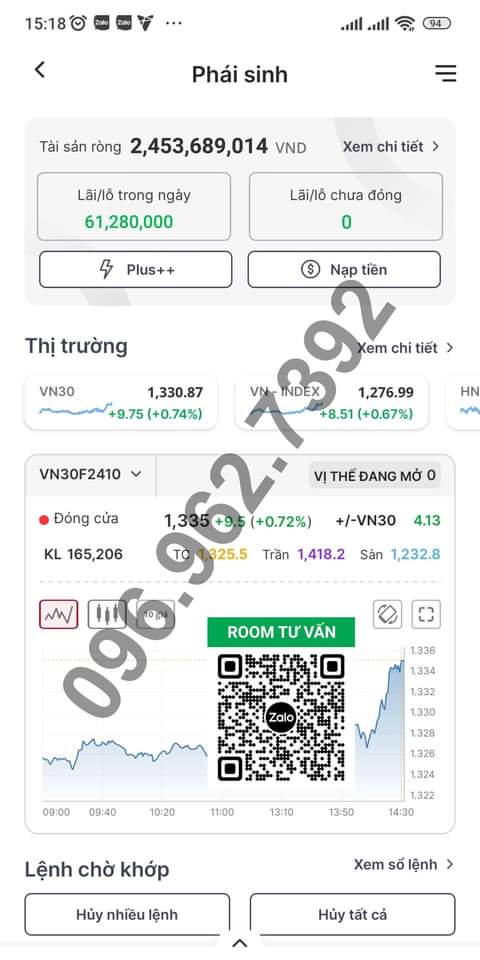 15:18 Zalo Zalo ... 94
Phái sinh
Tài sản ròng 2,453,689,014 VND Xem chi tiết >
Lãi/lỗ trong ngày Lãi/lỗ chưa đóng
61,280,000 0
Plus++ $ Nạp tiền
Thị trường Xem chi tiết >
VN30 1,330.87 VN - INDEX 1,276.99 HN
+9.75 (+0.74%) +8.51 (+0.67%)
VN30F2410 VỊ THẾ ĐANG MỞ 0
Đóng cửa 1,335 +9.5 (+0.72%) +/-VN30 4.13
KL 165,206 TC 1,325.5 Trần 1,418.2 Sàn 1,232.8
10 giá
ROOM TƯ VẤN
Zalo
1.336
1.334
1.332
1.330
1.328
1.326
1.324
1.322
09:00 09:40 10:20 11:00 13:10 13:50 14:30
Lệnh chờ khớp Xem sổ lệnh >
Hủy nhiều lệnh Hủy tất cả
096.962.7392